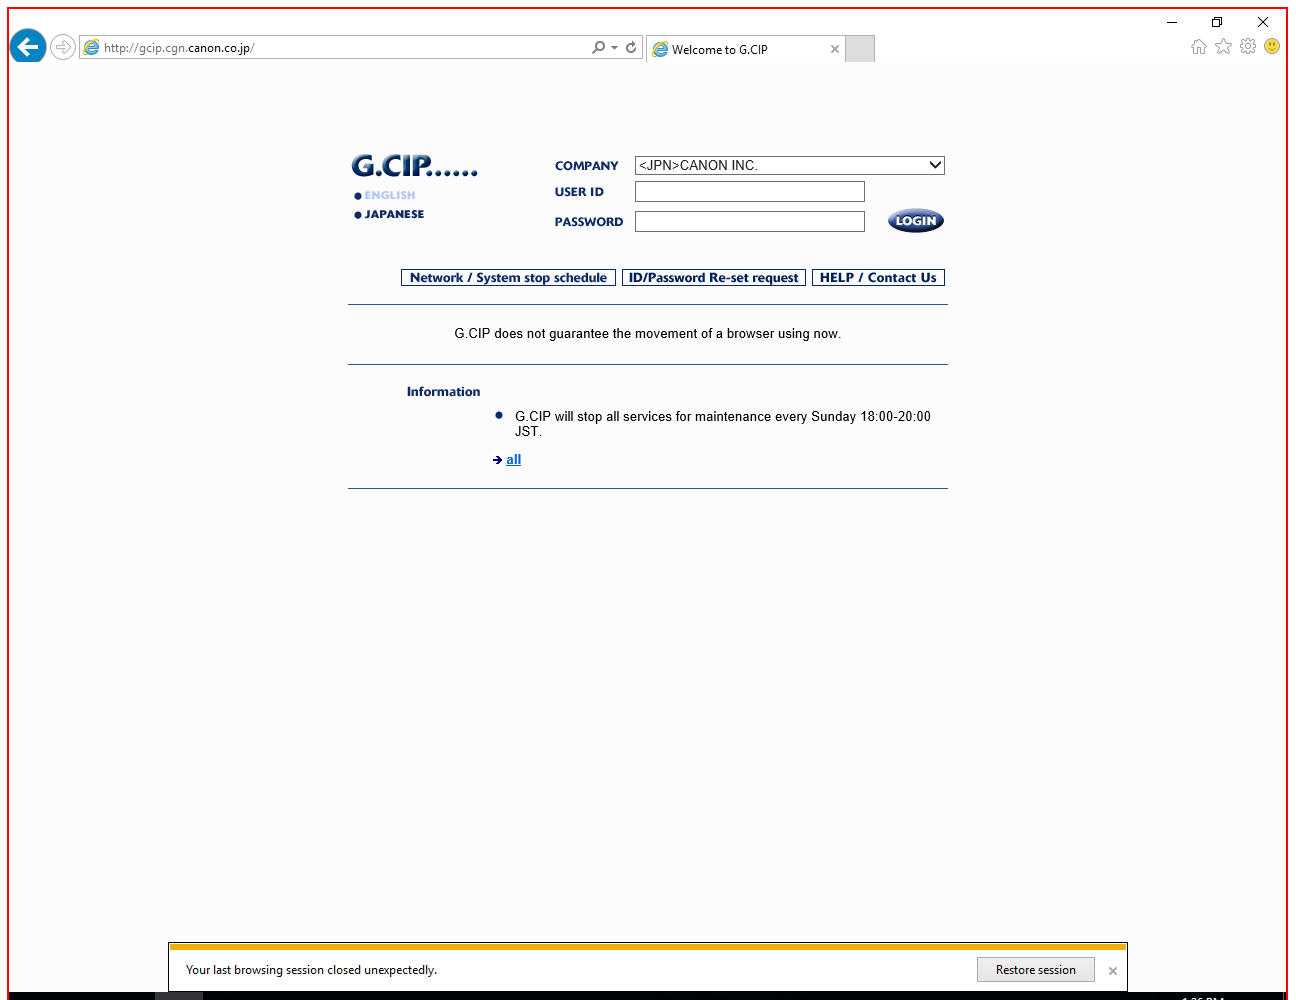 http://gcip.cgn.canon.co.jp/
Welcome to G.CIP
G.CIP......
ENGLISH
JAPANESE
COMPANY
<JPN>CANON INC.
USER ID
PASSWORD
LOGIN
Network / System stop schedule
ID/Password Re-set request
HELP / Contact Us
G.CIP does not guarantee the movement of a browser using now.
Information
G.CIP will stop all services for maintenance every Sunday 18:00-20:00
JST.
all
Your last browsing session closed unexpectedly.
Restore session